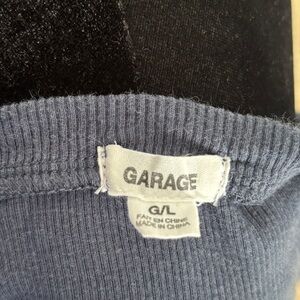 GARAGE
G/L
FAIT EN CHINE
MADE IN CHINA